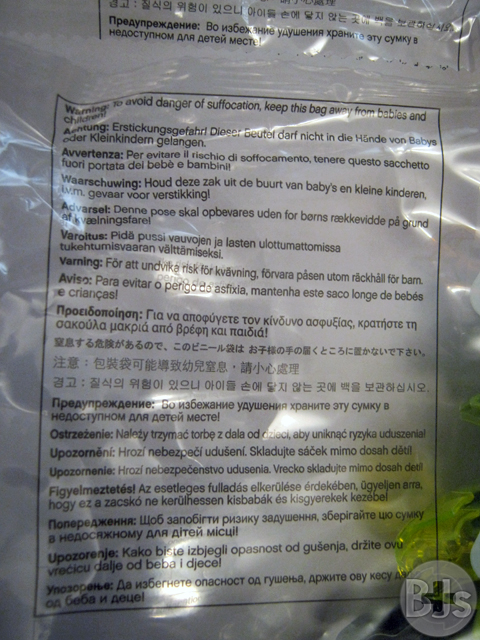 경고 : 질식의 위험이 있으니 아이들 손에 닿지 않는 곳에 백을 보관하십시오
Предупреждение: Во избежание удушения храните эту сумку в
недоступном для детей месте!
Warning: To avoid danger of suffocation, keep this bag away from babies and
children!
Achtung: Erstickungsgefahr! Dieser Beutel darf nicht in die Hände von Babys
oder Kleinkindern gelangen.
Avvertenza: Per evitare il rischio di soffocamento, tenere questo sacchetto
fuori portata dei bebè e bambini!
Waarschuwing: Houd deze zak uit de buurt van baby's en kleine kinderen,
i.v.m. gevaar voor verstikking!
Advarsel: Denne pose skal opbevares uden for børns rækkevidde på grund
af kvælningsfare!
Varoitus: Pidä pussi vauvojen ja lasten ulottumattomissa
tukehtumisvaaran välttämiseksi.
Varning: För att undvika risk för kvävning, förvara påsen utom räckhåll för barn.
Aviso: Para evitar o perigo de asfixia, mantenha este saco longe de bebés
e crianças!
Προειδοποίηση: Για να αποφύγετε τον κίνδυνο ασφυξίας, κρατήστε τη
σακούλα μακριά από βρέφη και παιδιά!
窒息する危険があるので、このビニール袋は お子様の手の届くところに置かないで下さい。
注意：包裝袋可能導致幼兒窒息，請小心處理
경고 : 질식의 위험이 있으니 아이들 손에 닿지 않는 곳에 백을 보관하십시오.
Предупреждение: Во избежание удушения храните эту сумку в
недоступном для детей месте!
Ostrzeżenie: Należy trzymać torbę z dala od dzieci, aby uniknąć ryzyka uduszenia!
Upozornění: Hrozí nebezpečí udušení. Skladujte sáček mimo dosah dětí!
Upozornenie: Hrozí nebezpečenstvo udusenia. Vrecko skladujte mimo dosah detí!
Figyelmeztetés! Az esetleges fulladás elkerülése érdekében, ügyeljen arra,
hogy ez a zacskó ne kerülhessen kisbabák és kisgyerekek kezébe!
Попередження: Щоб запобігти ризику задушення, зберігайте цю сумку
в недосяжному для дітей місці!
Upozorenje: Kako biste izbjegli opasnost od gušenja, držite ovu
vrećicu dalje od beba i djece!
Упозорење: Да избегнете опасност од гушења, држите ову кесу
од беба и деце!
BJs